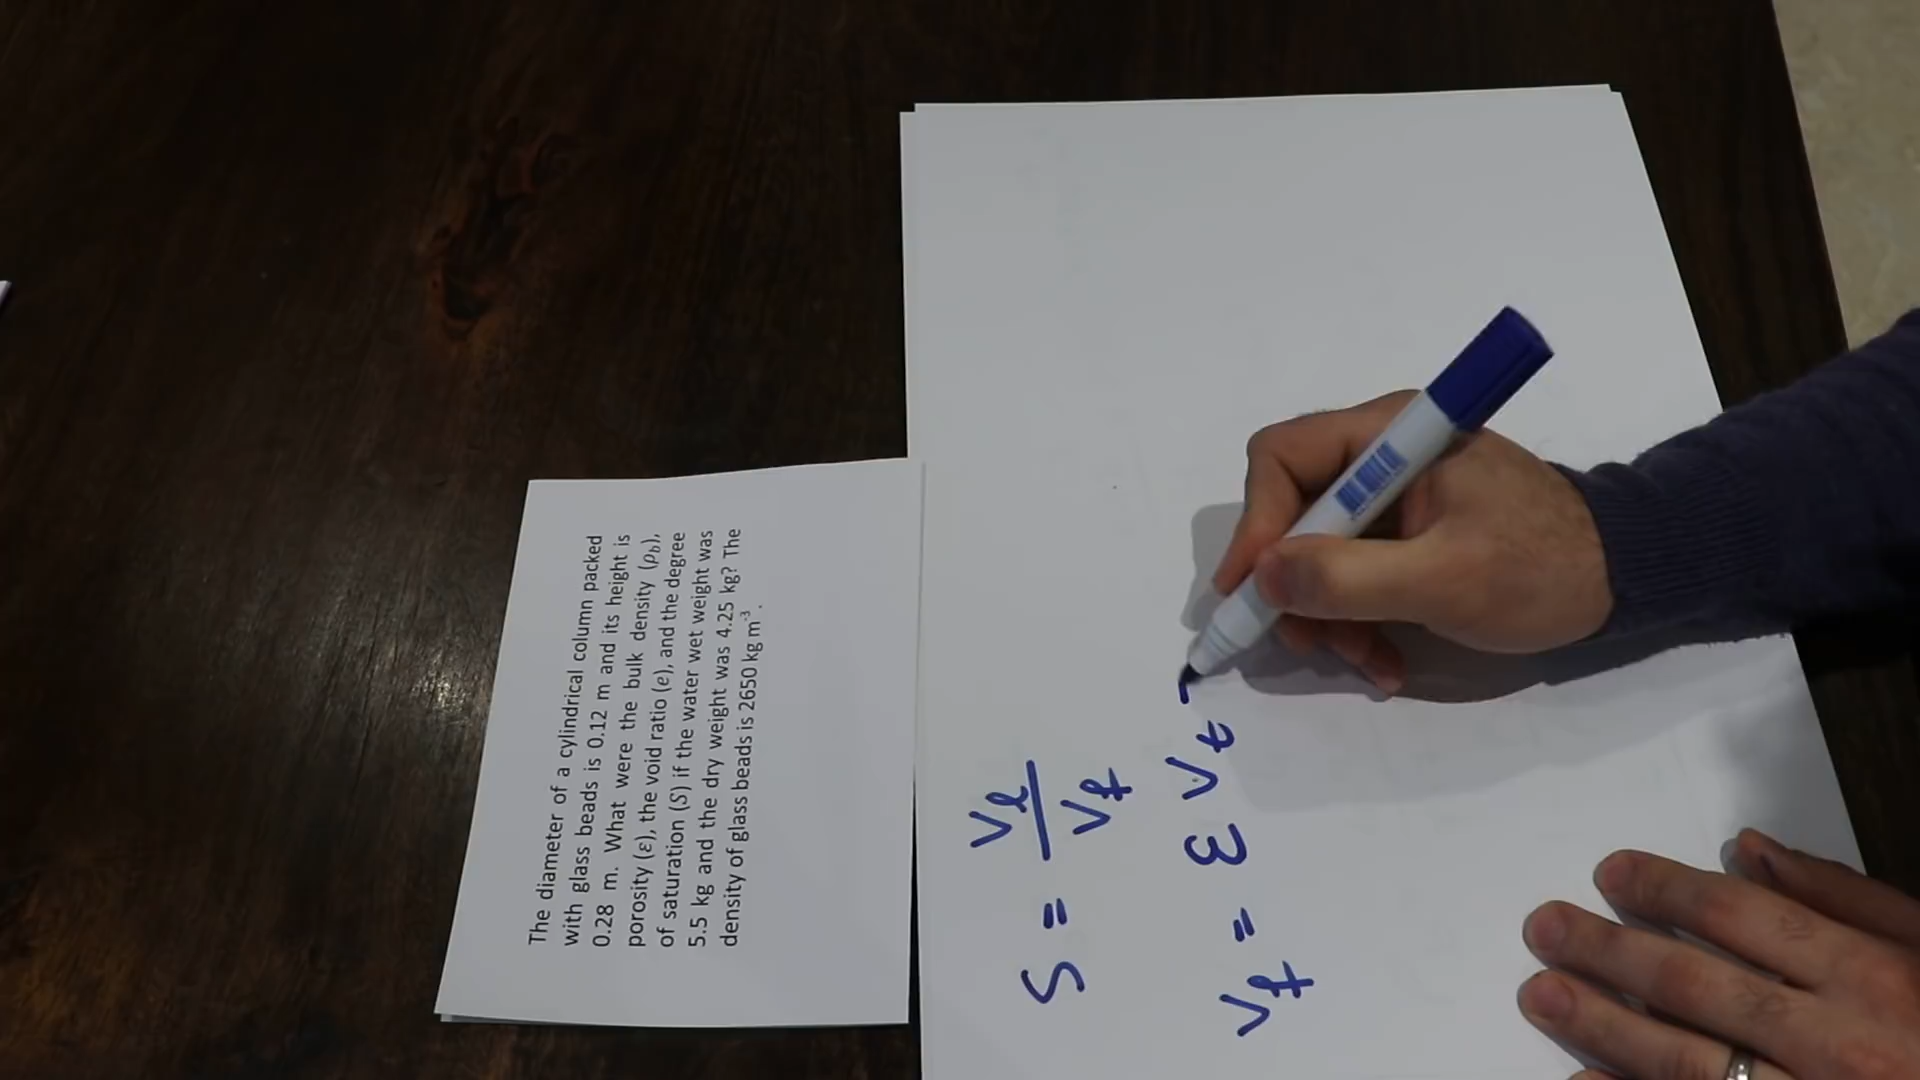 The diameter of a cylindrical column packed
with glass beads is 0.12 m and its height is
0.28 m. What were the bulk density (ρb),
porosity (ε), the void ratio (e), and the degree
of saturation (S) if the water wet weight was
5.5 kg and the dry weight was 4.25 kg? The
density of glass beads is 2650 kg m-3.
S = Vl / Vf
Vf = ε Vt